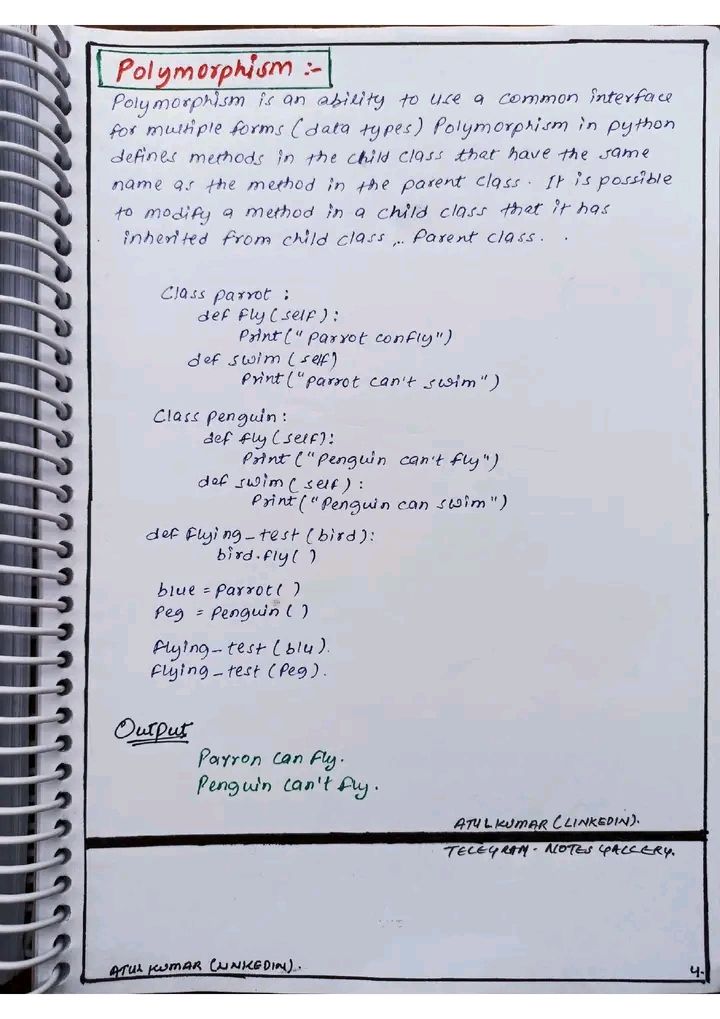 Polymorphism :-
Polymorphism is an ability to use a common interface
for multiple forms (data types) Polymorphism in python
defines methods in the child class that have the same
name as the method in the parent class. It is possible
to modify a method in a child class that it has
inherited from child class ,.. Parent class.
Class parrot :
def fly (self):
Print(" parrot confly")
def swim (self)
Print("parrot can't swim")
Class penguin:
def fly (self):
Print ("Penguin can't fly")
def swim (self) :
Print ("Penguin can swim")
def flying_test (bird):
bird.fly( )
blue = Parrot( )
Peg = Penguin ( )
flying_test (blu).
flying_test (Peg).
Output
Parron can fly.
Penguin can't fly.
ATUL KUMAR (LINKEDIN).
TELEGRAM - NOTES GALLERY.
ATUL KUMAR (LINKEDIN).
4.